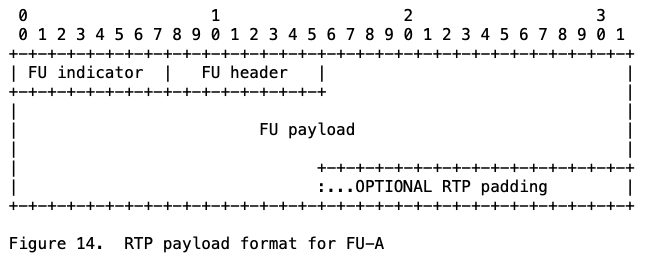 0                   1                   2                   3
 0 1 2 3 4 5 6 7 8 9 0 1 2 3 4 5 6 7 8 9 0 1 2 3 4 5 6 7 8 9 0 1
+-+-+-+-+-+-+-+-+-+-+-+-+-+-+-+-+-+-+-+-+-+-+-+-+-+-+-+-+-+-+-+-+
| FU indicator  |   FU header   |                               |
+-+-+-+-+-+-+-+-+-+-+-+-+-+-+-+-+                               |
|                                                               |
|                         FU payload                            |
|                                                               |
|                               +-+-+-+-+-+-+-+-+-+-+-+-+-+-+-+-+
|                               :...OPTIONAL RTP padding        |
+-+-+-+-+-+-+-+-+-+-+-+-+-+-+-+-+-+-+-+-+-+-+-+-+-+-+-+-+-+-+-+-+
Figure 14.  RTP payload format for FU-A